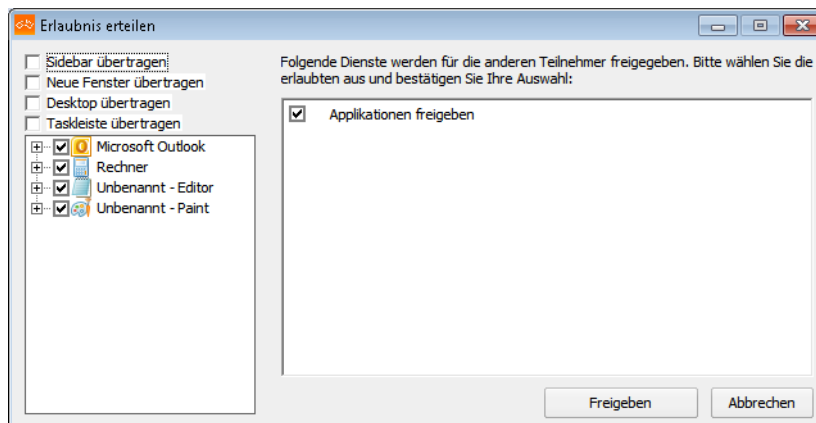 Erlaubnis erteilen
Sidebar übertragen
Neue Fenster übertragen
Desktop übertragen
Taskleiste übertragen
Microsoft Outlook
Rechner
Unbenannt - Editor
Unbenannt - Paint
Folgende Dienste werden für die anderen Teilnehmer freigegeben. Bitte wählen Sie die
erlaubten aus und bestätigen Sie Ihre Auswahl:
Applikationen freigeben
Freigeben
Abbrechen